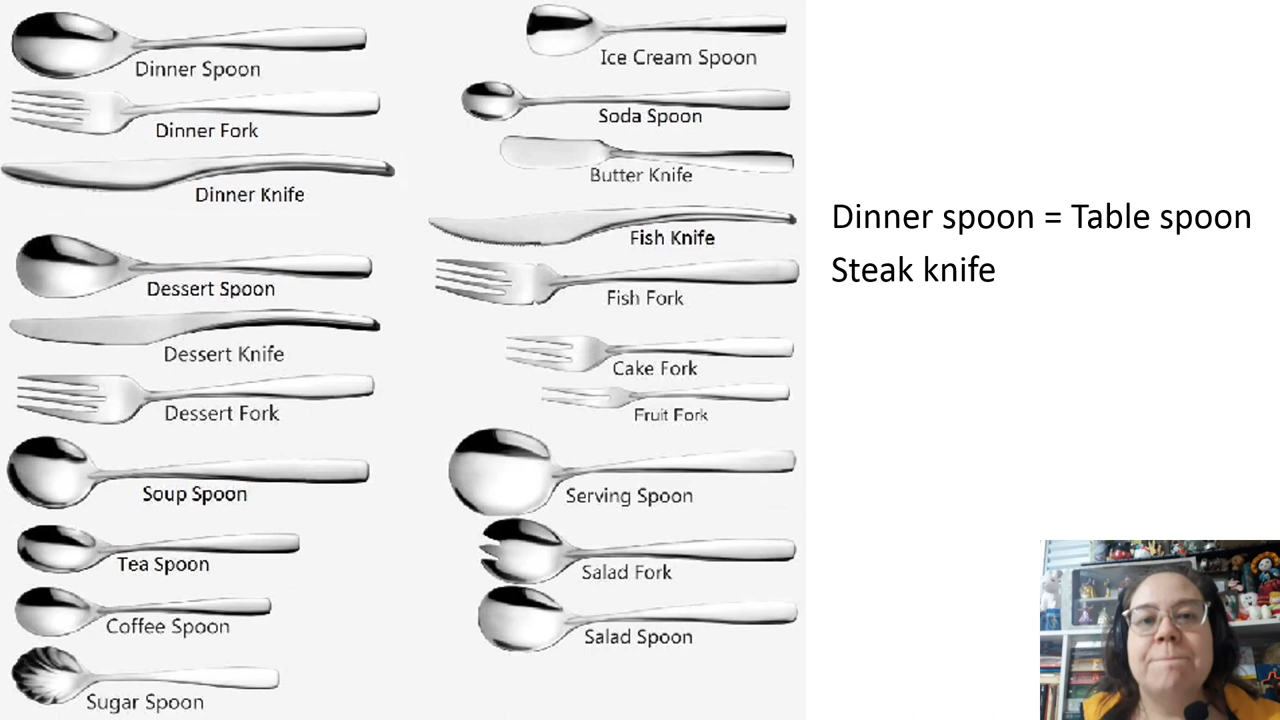 Dinner Spoon
Dinner Fork
Dinner Knife
Dessert Spoon
Dessert Knife
Dessert Fork
Soup Spoon
Tea Spoon
Coffee Spoon
Sugar Spoon
Ice Cream Spoon
Soda Spoon
Butter Knife
Fish Knife
Fish Fork
Cake Fork
Fruit Fork
Serving Spoon
Salad Fork
Salad Spoon
Dinner spoon = Table spoon
Steak knife